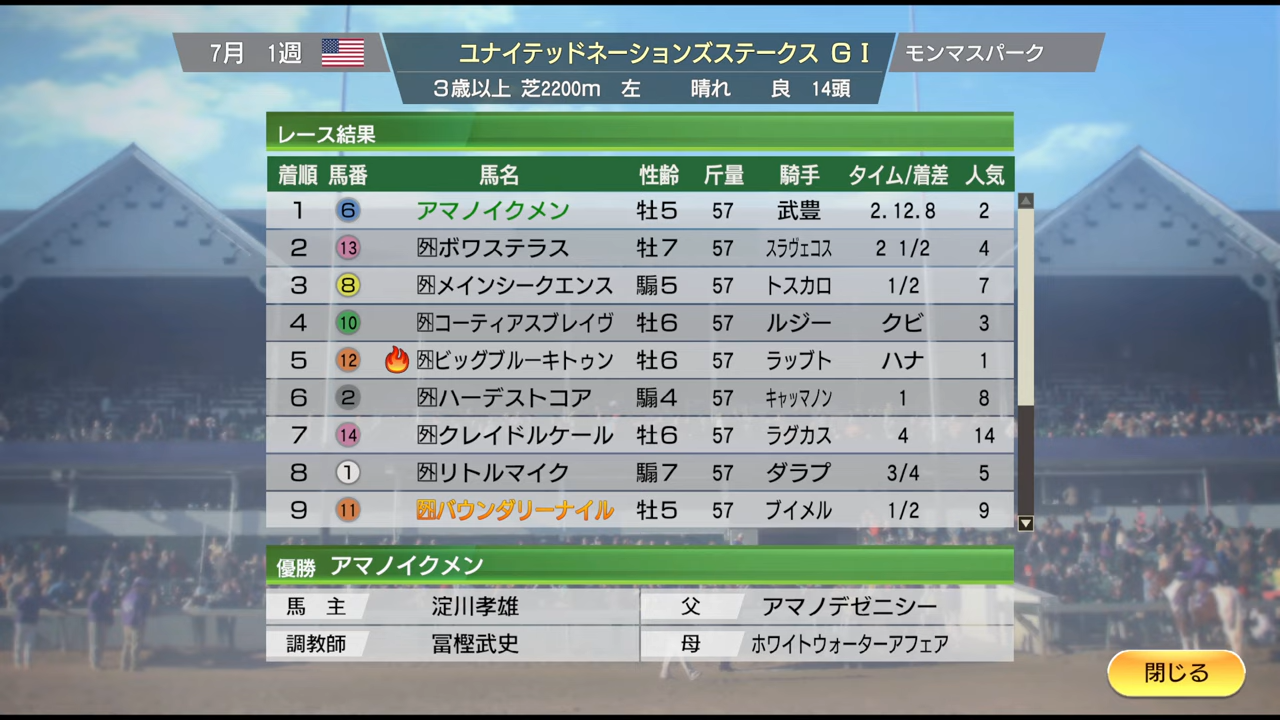 7月 1週 ユナイテッドネーションズステークス GⅠ モンマスパーク
3歳以上 芝2200m 左 晴れ 良 14頭
レース結果
着順 馬番 馬名 性齢 斤量 騎手 タイム/着差 人気
1 6 アマノイクメン 牡5 57 武豊 2.12.8 2
2 13 外ボワステラス 牡7 57 スラヴェコス 2 1/2 4
3 8 外メインシークエンス 騸5 57 トスカロ 1/2 7
4 10 外コーティアスブレイヴ 牡6 57 ルジー クビ 3
5 12 外ビッグブルーキトゥン 牡6 57 ラップト ハナ 1
6 2 外ハーデストコア 騸4 57 キャッマノン 1 8
7 14 外クレイドルケール 牡6 57 ラグカス 4 14
8 1 外リトルマイク 騸7 57 ダラプ 3/4 5
9 11 外バウンダリーナイル 牡5 57 ブイメル 1/2 9
優勝 アマノイクメン
馬主 淀川孝雄 父 アマノデゼニシー
調教師 冨樫武史 母 ホワイトウォーターアフェア
閉じる